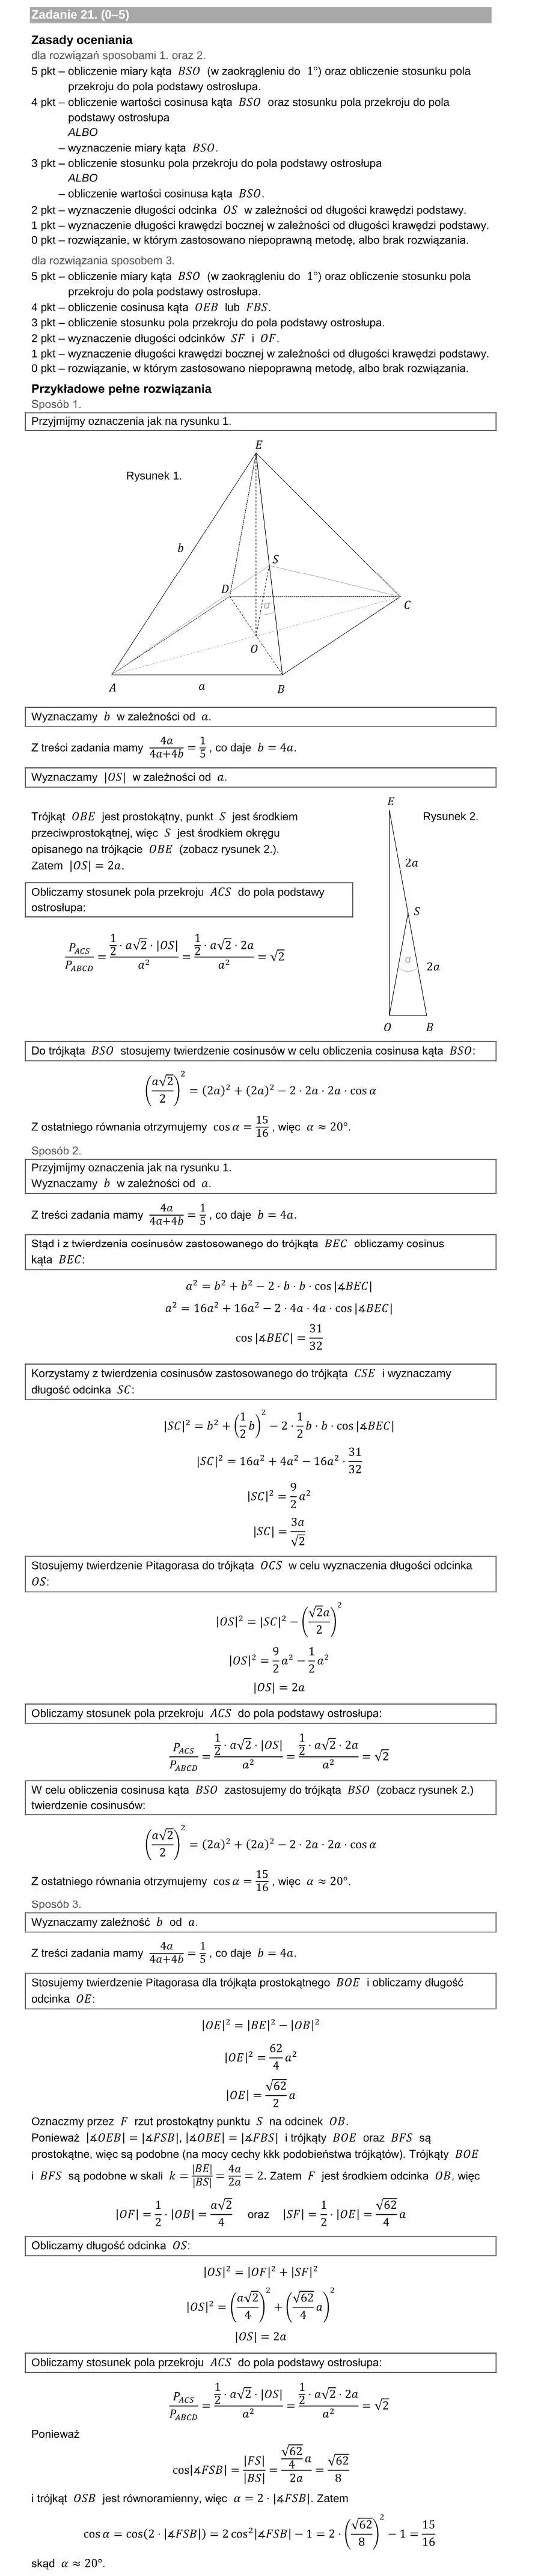 Zadanie 21. (0–5)
Zasady oceniania
dla rozwiązań sposobami 1. oraz 2.
5 pkt – obliczenie miary kąta BSO (w zaokrągleniu do 1°) oraz obliczenie stosunku pola
przekroju do pola podstawy ostrosłupa.
4 pkt – obliczenie wartości cosinusa kąta BSO oraz stosunku pola przekroju do pola
podstawy ostrosłupa
ALBO
– wyznaczenie miary kąta BSO.
3 pkt – obliczenie stosunku pola przekroju do pola podstawy ostrosłupa
ALBO
– obliczenie wartości cosinusa kąta BSO.
2 pkt – wyznaczenie długości odcinka OS w zależności od długości krawędzi podstawy.
1 pkt – wyznaczenie długości krawędzi bocznej w zależności od długości krawędzi podstawy.
0 pkt – rozwiązanie, w którym zastosowano niepoprawną metodę, albo brak rozwiązania.
dla rozwiązania sposobem 3.
5 pkt – obliczenie miary kąta BSO (w zaokrągleniu do 1°) oraz obliczenie stosunku pola
przekroju do pola podstawy ostrosłupa.
4 pkt – obliczenie cosinusa kąta OEB lub FBS.
3 pkt – obliczenie stosunku pola przekroju do pola podstawy ostrosłupa.
2 pkt – wyznaczenie długości odcinków SF i OF.
1 pkt – wyznaczenie długości krawędzi bocznej w zależności od długości krawędzi podstawy.
0 pkt – rozwiązanie, w którym zastosowano niepoprawną metodę, albo brak rozwiązania.
Przykładowe pełne rozwiązania
Sposób 1.
Przyjmijmy oznaczenia jak na rysunku 1.
E
Rysunek 1.
b
S
D
α
C
O
A
a
B
Wyznaczamy b w zależności od a.
Z treści zadania mamy 4a/(4a+4b) = 1/5, co daje b = 4a.
Wyznaczamy |OS| w zależności od a.
E
Rysunek 2.
Trójkąt OBE jest prostokątny, punkt S jest środkiem
przeciwprostokątnej, więc S jest środkiem okręgu
opisanego na trójkącie OBE (zobacz rysunek 2.).
Zatem |OS| = 2a.
2a
S
α
2a
O B
Obliczamy stosunek pola przekroju ACS do pola podstawy
ostrosłupa:
P_ACS/P_ABCD = (1/2 · a√2 · |OS|)/a² = (1/2 · a√2 · 2a)/a² = √2
Do trójkąta BSO stosujemy twierdzenie cosinusów w celu obliczenia cosinusa kąta BSO:
(a√2/2)² = (2a)² + (2a)² − 2 · 2a · 2a · cos α
Z ostatniego równania otrzymujemy cos α = 15/16, więc α ≈ 20°.
Sposób 2.
Przyjmijmy oznaczenia jak na rysunku 1.
Wyznaczamy b w zależności od a.
Z treści zadania mamy 4a/(4a+4b) = 1/5, co daje b = 4a.
Stąd i z twierdzenia cosinusów zastosowanego do trójkąta BEC obliczamy cosinus
kąta BEC:
a² = b² + b² − 2 · b · b · cos |∡BEC|
a² = 16a² + 16a² − 2 · 4a · 4a · cos |∡BEC|
cos |∡BEC| = 31/32
Korzystamy z twierdzenia cosinusów zastosowanego do trójkąta CSE i wyznaczamy
długość odcinka SC:
|SC|² = b² + (1/2 b)² − 2 · 1/2 b · b · cos |∡BEC|
|SC|² = 16a² + 4a² − 16a² · 31/32
|SC|² = 9/2 a²
|SC| = 3a/√2
Stosujemy twierdzenie Pitagorasa do trójkąta OCS w celu wyznaczenia długości odcinka
OS:
|OS|² = |SC|² − (√2a/2)²
|OS|² = 9/2 a² − 1/2 a²
|OS| = 2a
Obliczamy stosunek pola przekroju ACS do pola podstawy ostrosłupa:
P_ACS/P_ABCD = (1/2 · a√2 · |OS|)/a² = (1/2 · a√2 · 2a)/a² = √2
W celu obliczenia cosinusa kąta BSO zastosujemy do trójkąta BSO (zobacz rysunek 2.)
twierdzenie cosinusów:
(a√2/2)² = (2a)² + (2a)² − 2 · 2a · 2a · cos α
Z ostatniego równania otrzymujemy cos α = 15/16, więc α ≈ 20°.
Sposób 3.
Wyznaczamy zależność b od a.
Z treści zadania mamy 4a/(4a+4b) = 1/5, co daje b = 4a.
Stosujemy twierdzenie Pitagorasa dla trójkąta prostokątnego BOE i obliczamy długość
odcinka OE:
|OE|² = |BE|² − |OB|²
|OE|² = 62/4 a²
|OE| = √62/2 a
Oznaczmy przez F rzut prostokątny punktu S na odcinek OB.
Ponieważ |∡OEB| = |∡FSB|, |∡OBE| = |∡FBS| i trójkąty BOE oraz BFS są
prostokątne, więc są podobne (na mocy cechy kkk podobieństwa trójkątów). Trójkąty BOE
i BFS są podobne w skali k = |BE|/|BS| = 4a/2a = 2. Zatem F jest środkiem odcinka OB, więc
|OF| = 1/2 · |OB| = a√2/4 oraz |SF| = 1/2 · |OE| = √62/4 a
Obliczamy długość odcinka OS:
|OS|² = |OF|² + |SF|²
|OS|² = (a√2/4)² + (√62/4 a)²
|OS| = 2a
Obliczamy stosunek pola przekroju ACS do pola podstawy ostrosłupa:
P_ACS/P_ABCD = (1/2 · a√2 · |OS|)/a² = (1/2 · a√2 · 2a)/a² = √2
Ponieważ
cos|∡FSB| = |FS|/|BS| = (√62/4 a)/2a = √62/8
i trójkąt OSB jest równoramienny, więc α = 2 · |∡FSB|. Zatem
cos α = cos(2 · |∡FSB|) = 2 cos²|∡FSB| − 1 = 2 · (√62/8)² − 1 = 15/16
skąd α ≈ 20°.